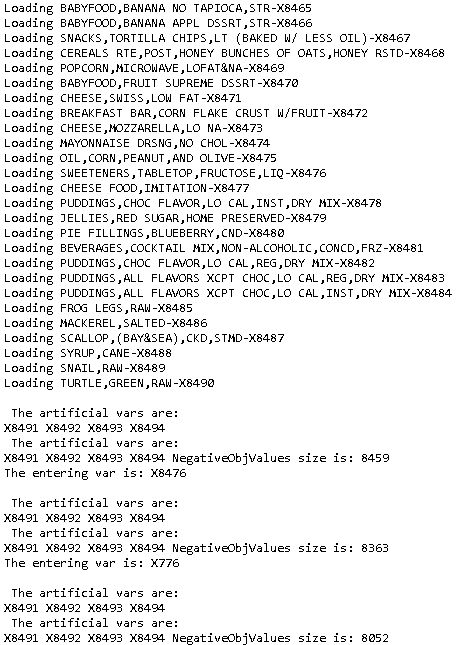 Loading BABYFOOD,BANANA NO TAPIOCA,STR-X8465
Loading BABYFOOD,BANANA APPL DSSRT,STR-X8466
Loading SNACKS,TORTILLA CHIPS,LT (BAKED W/ LESS OIL)-X8467
Loading CEREALS RTE,POST,HONEY BUNCHES OF OATS,HONEY RSTD-X8468
Loading POPCORN,MICROWAVE,LOFAT&NA-X8469
Loading BABYFOOD,FRUIT SUPREME DSSRT-X8470
Loading CHEESE,SWISS,LOW FAT-X8471
Loading BREAKFAST BAR,CORN FLAKE CRUST W/FRUIT-X8472
Loading CHEESE,MOZZARELLA,LO NA-X8473
Loading MAYONNAISE DRSNG,NO CHOL-X8474
Loading OIL,CORN,PEANUT,AND OLIVE-X8475
Loading SWEETENERS,TABLETOP,FRUCTOSE,LIQ-X8476
Loading CHEESE FOOD,IMITATION-X8477
Loading PUDDINGS,CHOC FLAVOR,LO CAL,INST,DRY MIX-X8478
Loading JELLIES,RED SUGAR,HOME PRESERVED-X8479
Loading PIE FILLINGS,BLUEBERRY,CND-X8480
Loading BEVERAGES,COCKTAIL MIX,NON-ALCOHOLIC,CONCD,FRZ-X8481
Loading PUDDINGS,CHOC FLAVOR,LO CAL,REG,DRY MIX-X8482
Loading PUDDINGS,ALL FLAVORS XCPT CHOC,LO CAL,REG,DRY MIX-X8483
Loading PUDDINGS,ALL FLAVORS XCPT CHOC,LO CAL,INST,DRY MIX-X8484
Loading FROG LEGS,RAW-X8485
Loading MACKEREL,SALTED-X8486
Loading SCALLOP,(BAY&SEA),CKD,STMD-X8487
Loading SYRUP,CANE-X8488
Loading SNAIL,RAW-X8489
Loading TURTLE,GREEN,RAW-X8490
The artificial vars are:
X8491 X8492 X8493 X8494
The artificial vars are:
X8491 X8492 X8493 X8494 NegativeObjValues size is: 8459
The entering var is: X8476
The artificial vars are:
X8491 X8492 X8493 X8494
The artificial vars are:
X8491 X8492 X8493 X8494 NegativeObjValues size is: 8363
The entering var is: X776
The artificial vars are:
X8491 X8492 X8493 X8494
The artificial vars are:
X8491 X8492 X8493 X8494 NegativeObjValues size is: 8052